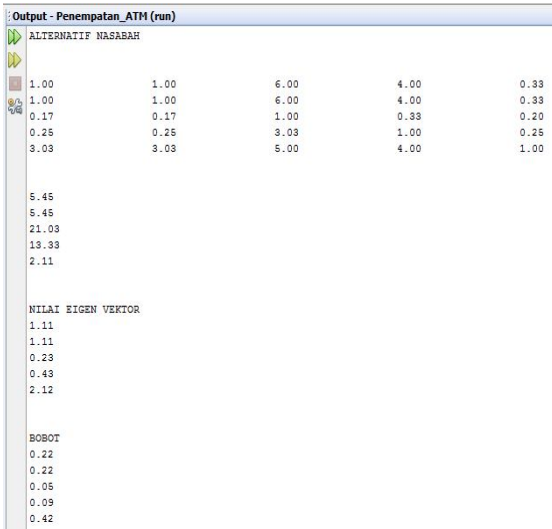 Output - Penempatan_ATM (run)
ALTERNATIF NASABAH
1.00 1.00 6.00 4.00 0.33
1.00 1.00 6.00 4.00 0.33
0.17 0.17 1.00 0.33 0.20
0.25 0.25 3.03 1.00 0.25
3.03 3.03 5.00 4.00 1.00
5.45
5.45
21.03
13.33
2.11
NILAI EIGEN VEKTOR
1.11
1.11
0.23
0.43
2.12
BOBOT
0.22
0.22
0.05
0.09
0.42